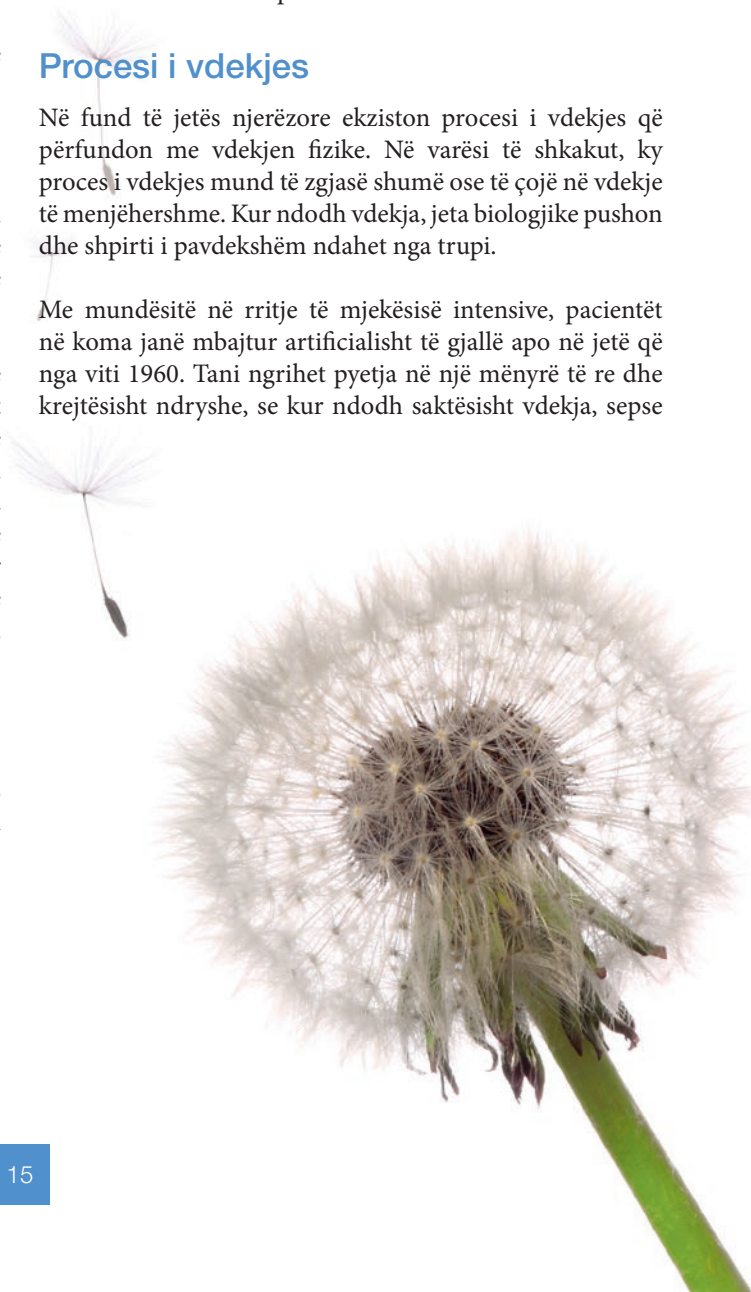 Procesi i vdekjes
Në fund të jetës njerëzore ekziston procesi i vdekjes që
përfundon me vdekjen fizike. Në varësi të shkakut, ky
proces i vdekjes mund të zgjasë shumë ose të çojë në vdekje
të menjëhershme. Kur ndodh vdekja, jeta biologjike pushon
dhe shpirti i pavdekshëm ndahet nga trupi.
Me mundësitë në rritje të mjekësisë intensive, pacientët
në koma janë mbajtur artificialisht të gjallë apo në jetë që
nga viti 1960. Tani ngrihet pyetja në një mënyrë të re dhe
krejtësisht ndryshe, se kur ndodh saktësisht vdekja, sepse
15